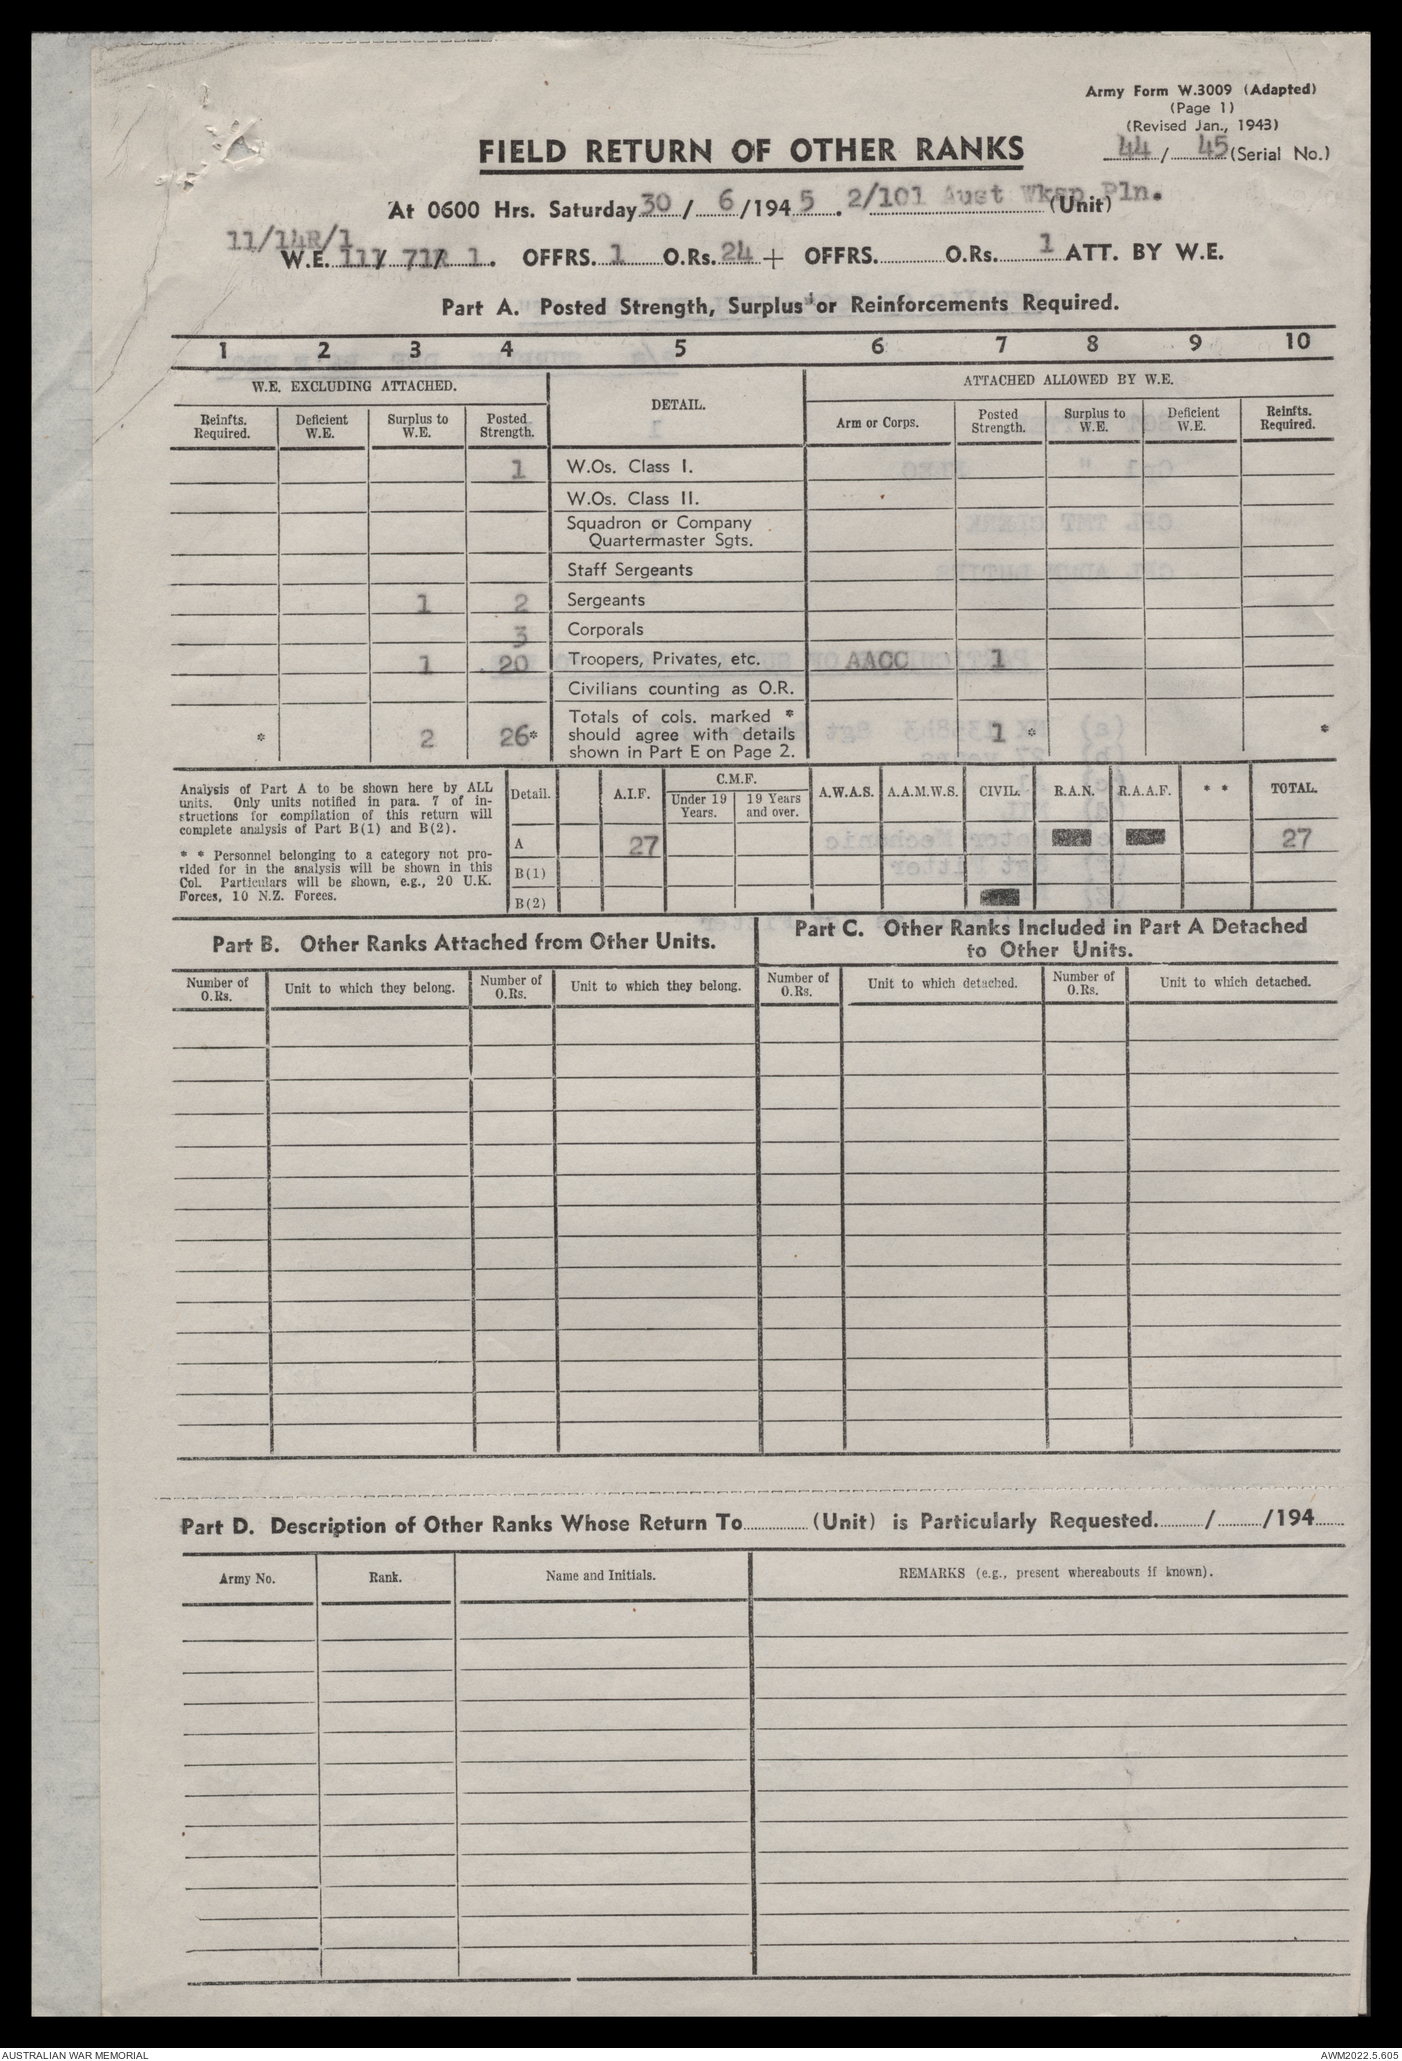 Army Form W.3009 (Adapted)
(Page 1)
(Revised Jan., 1943)
44 / 45 (Serial No.)
FIELD RETURN OF OTHER RANKS
At 0600 Hrs. Saturday 30 / 6 /194 5 . 2/101 Aust Wksp Pln. (Unit)
11/14R/1
W.E. 111/ 71R 1. OFFRS. 1 O.Rs. 24 + OFFRS. O.Rs. 1 ATT. BY W.E.
Part A. Posted Strength, Surplus or Reinforcements Required.
1 2 3 4 5 6 7 8 9 10
W.E. EXCLUDING ATTACHED. DETAIL. ATTACHED ALLOWED BY W.E.
Reinfts. Required. Deficient W.E. Surplus to W.E. Posted Strength. Arm or Corps. Posted Strength. Surplus to W.E. Deficient W.E. Reinfts. Required.
1 W.Os. Class I.
W.Os. Class II.
Squadron or Company
Quartermaster Sgts.
Staff Sergeants
1 2 Sergeants
3 Corporals
1 20 Troopers, Privates, etc. AACC 1
Civilians counting as O.R.
Totals of cols. marked *
* 2 26* should agree with details 1 * *
shown in Part E on Page 2.
Analysis of Part A to be shown here by ALL
units. Only units notified in para. 7 of in-
structions for compilation of this return will
complete analysis of Part B(1) and B(2).
* * Personnel belonging to a category not pro-
vided for in the analysis will be shown in this
Col. Particulars will be shown, e.g., 20 U.K.
Forces, 10 N.Z. Forces.
Detail. A.I.F. C.M.F. Under 19 Years. 19 Years and over. A.W.A.S. A.A.M.W.S. CIVIL. R.A.N. R.A.A.F. * * TOTAL.
A 27 27
B(1)
B(2)
Part B. Other Ranks Attached from Other Units.
Part C. Other Ranks Included in Part A Detached
to Other Units.
Number of O.Rs. Unit to which they belong. Number of O.Rs. Unit to which they belong. Number of O.Rs. Unit to which detached. Number of O.Rs. Unit to which detached.
Part D. Description of Other Ranks Whose Return To (Unit) is Particularly Requested. / /194
Army No. Rank. Name and Initials. REMARKS (e.g., present whereabouts if known).
AUSTRALIAN WAR MEMORIAL AWM2022.5.605